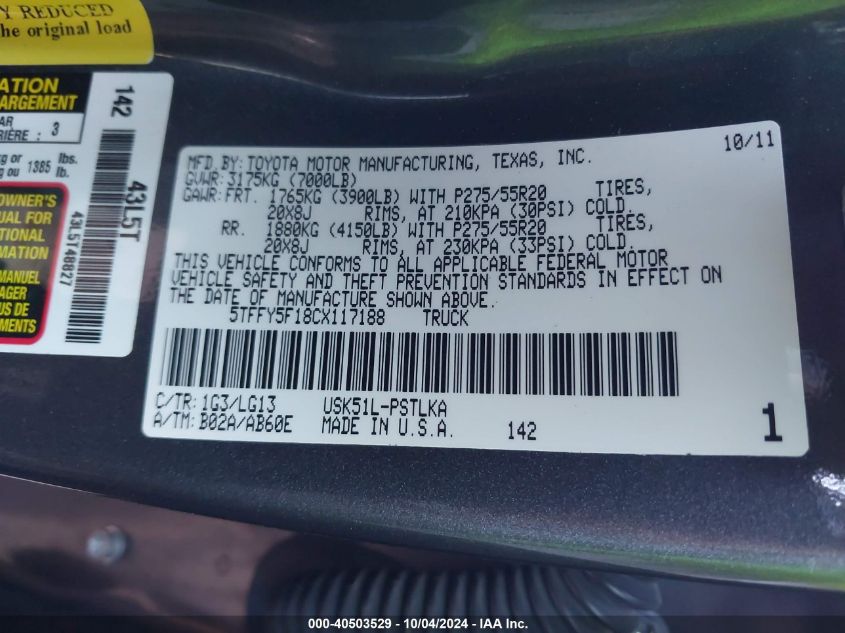 Y REDUCED
he original load
ATION
ARGEMENT
AR
RIÈRE : 3
kg or lbs.
kg ou 1385 lb.
OWNER'S
UAL FOR
TIONAL
MATION
MANUEL
AGER
US DE
MENTS
142
43L5T
43L5T48827
MFD. BY: TOYOTA MOTOR MANUFACTURING, TEXAS, INC. 10/11
GVWR: 3175KG (7000LB)
GAWR: FRT. 1765KG (3900LB) WITH P275/55R20 TIRES,
20X8J RIMS, AT 210KPA (30PSI) COLD.
RR. 1880KG (4150LB) WITH P275/55R20 TIRES,
20X8J RIMS, AT 230KPA (33PSI) COLD.
THIS VEHICLE CONFORMS TO ALL APPLICABLE FEDERAL MOTOR
VEHICLE SAFETY AND THEFT PREVENTION STANDARDS IN EFFECT ON
THE DATE OF MANUFACTURE SHOWN ABOVE.
5TFFY5F18CX117188 TRUCK
C/TR: 1G3/LG13 USK51L-PSTLKA
A/TM: B02A/AB60E MADE IN U.S.A. 142 1
000-40503529 - 10/04/2024 - IAA Inc.